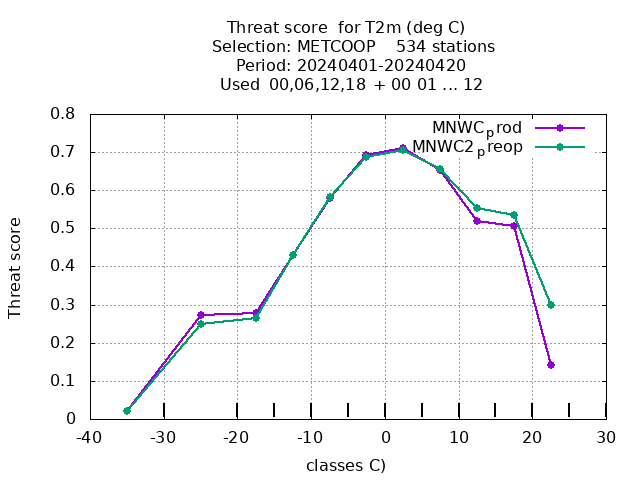 Threat score  for T2m (deg C)
Selection: METCOOP    534 stations
Period: 20240401-20240420
Used  00,06,12,18  + 00 01 ... 12
0.8
0.7
0.6
0.5
0.4
0.3
0.2
0.1
0
Threat score
MNWCprod
MNWC2preop
-40 -30 -20 -10 0 10 20 30
classes C)